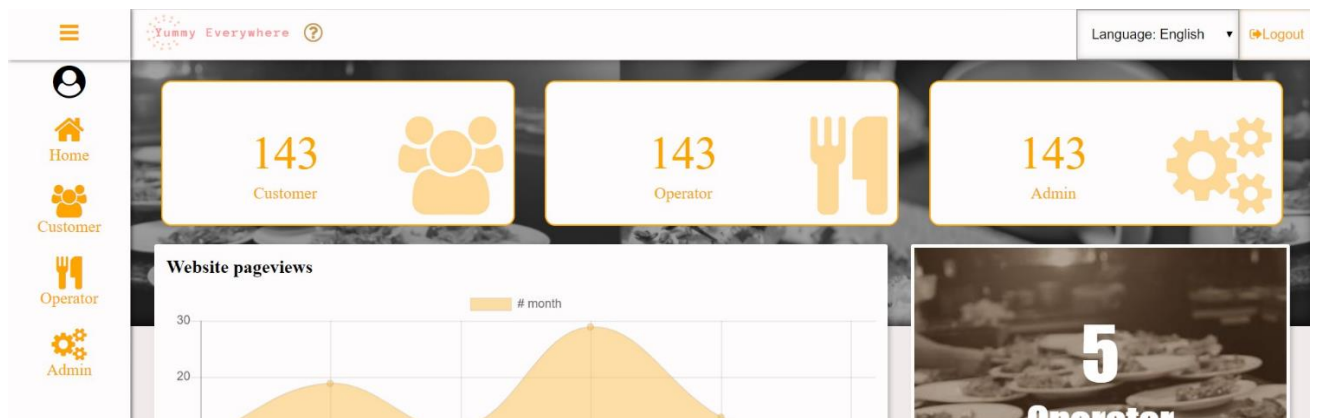 Yummy Everywhere ?
Language: English
Logout
Home
Customer
Operator
Admin
143
Customer
143
Operator
143
Admin
Website pageviews
# month
30
20
5
Operator